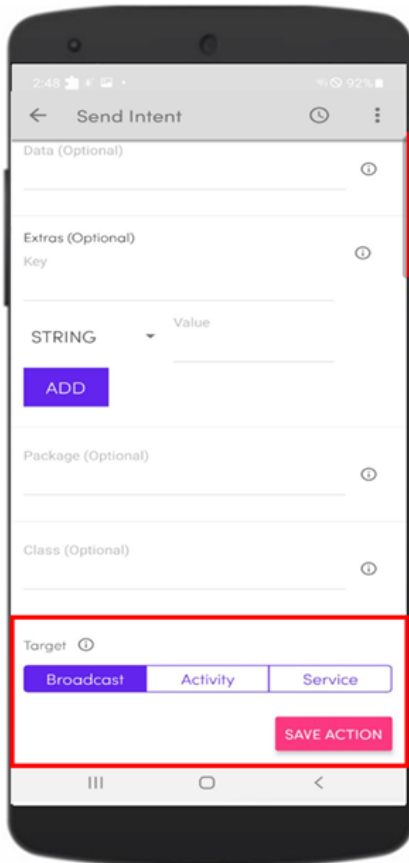 2:48 92%
Send Intent
Data (Optional)
Extras (Optional)
Key
STRING
Value
ADD
Package (Optional)
Class (Optional)
Target
Broadcast Activity Service
SAVE ACTION